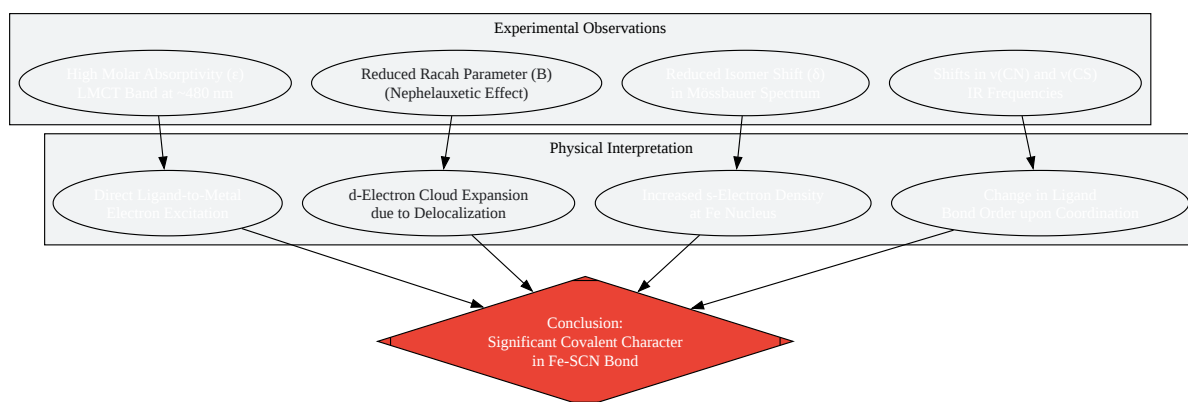 Experimental Observations
High Molar Absorptivity (ε)
LMCT Band at ~480 nm
Reduced Racah Parameter (B)
(Nephelauxetic Effect)
Reduced Isomer Shift (δ)
in Mössbauer Spectrum
Shifts in ν(CN) and ν(CS)
IR Frequencies
Physical Interpretation
Direct Ligand-to-Metal
Electron Excitation
d-Electron Cloud Expansion
due to Delocalization
Increased s-Electron Density
at Fe Nucleus
Change in Ligand
Bond Order upon Coordination
Conclusion:
Significant Covalent Character
in Fe-SCN Bond